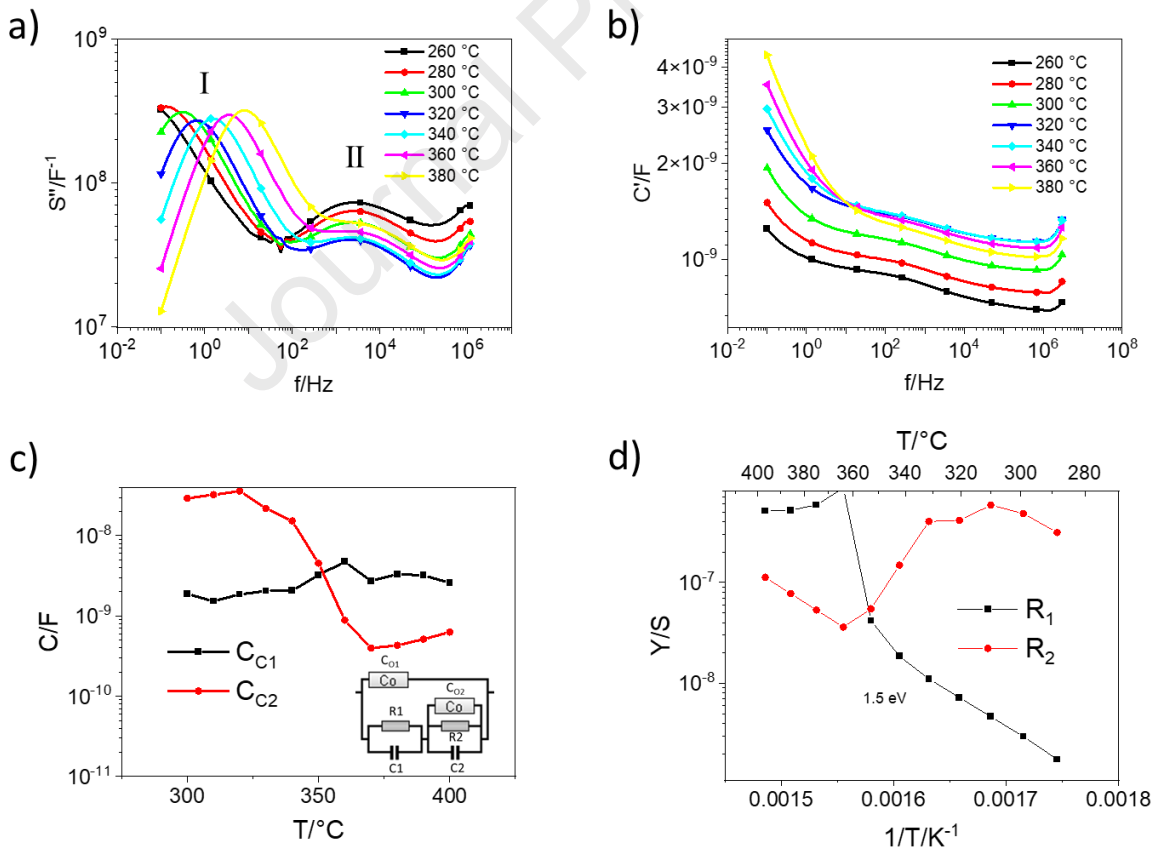 Journal Pr
a)
S''/F⁻¹
10⁹
10⁸
10⁷
I
II
260 °C
280 °C
300 °C
320 °C
340 °C
360 °C
380 °C
10⁻² 10⁰ 10² 10⁴ 10⁶
f/Hz
b)
C'/F
4×10⁻⁹
3×10⁻⁹
2×10⁻⁹
10⁻⁹
260 °C
280 °C
300 °C
320 °C
340 °C
360 °C
380 °C
10⁻² 10⁰ 10² 10⁴ 10⁶ 10⁸
f/Hz
c)
C/F
10⁻⁸
10⁻⁹
10⁻¹⁰
10⁻¹¹
C_C1
C_C2
C_O1
Co
C_O2
R1
Co
R2
C1 C2
300 350 400
T/°C
d)
T/°C
400 380 360 340 320 300 280
Y/S
10⁻⁷
10⁻⁸
R₁
R₂
1.5 eV
0.0015 0.0016 0.0017 0.0018
1/T/K⁻¹